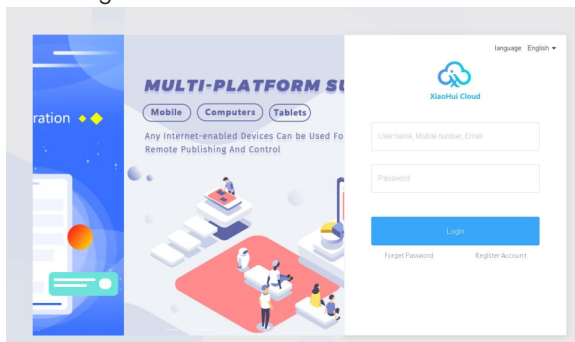 ration
MULTI-PLATFORM SU
Mobile
Computers
Tablets
Any Internet-enabled Devices Can be Used Fo
Remote Publishing And Control
language English
XiaoHui Cloud
User name,Mobile number,Email
Password
Login
Forget Password
Register Account